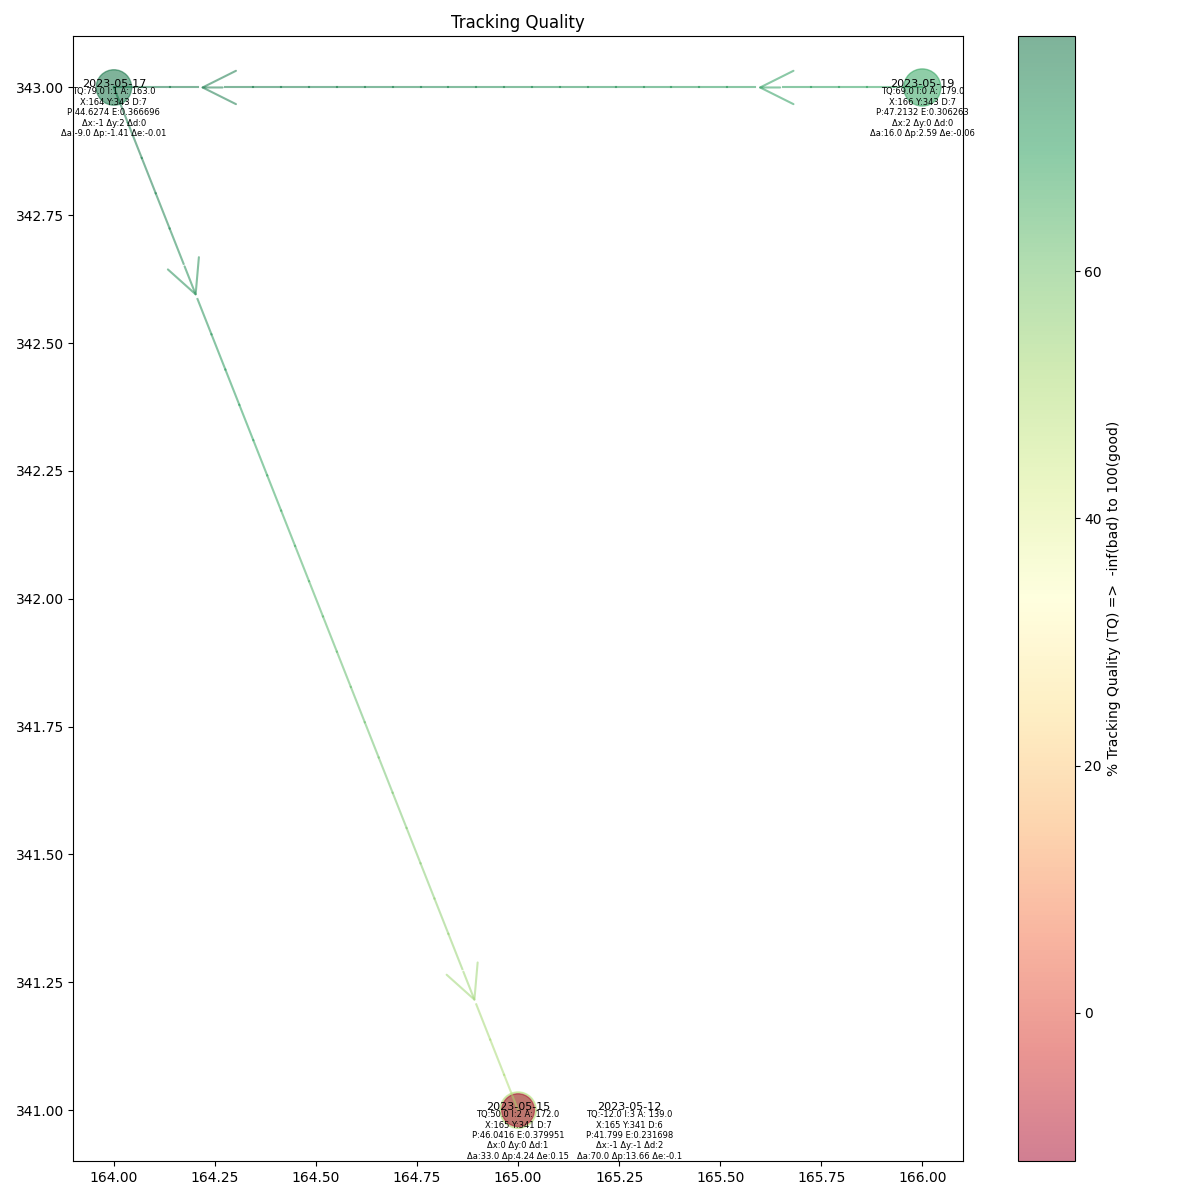 Tracking Quality
343.00
342.75
342.50
342.25
342.00
341.75
341.50
341.25
341.00
2023-05-17
TQ:79.0 I:1 A: 163.0
X:164 Y:343 D:7
P:44.6274 E:0.366696
Δx:-1 Δy:2 Δd:0
Δa:-9.0 Δp:-1.41 Δe:-0.01
2023-05-19
TQ:69.0 I:0 A: 179.0
X:166 Y:343 D:7
P:47.2132 E:0.306263
Δx:2 Δy:0 Δd:0
Δa:16.0 Δp:2.59 Δe:-0.06
2023-05-15
TQ:50.0 I:2 A: 172.0
X:165 Y:341 D:7
P:46.0416 E:0.379951
Δx:0 Δy:0 Δd:1
Δa:33.0 Δp:4.24 Δe:0.15
2023-05-12
TQ:-12.0 I:3 A: 139.0
X:165 Y:341 D:6
P:41.799 E:0.231698
Δx:-1 Δy:-1 Δd:2
Δa:70.0 Δp:13.66 Δe:-0.1
164.00 164.25 164.50 164.75 165.00 165.25 165.50 165.75 166.00
60
40
20
0
% Tracking Quality (TQ) =>  -inf(bad) to 100(good)